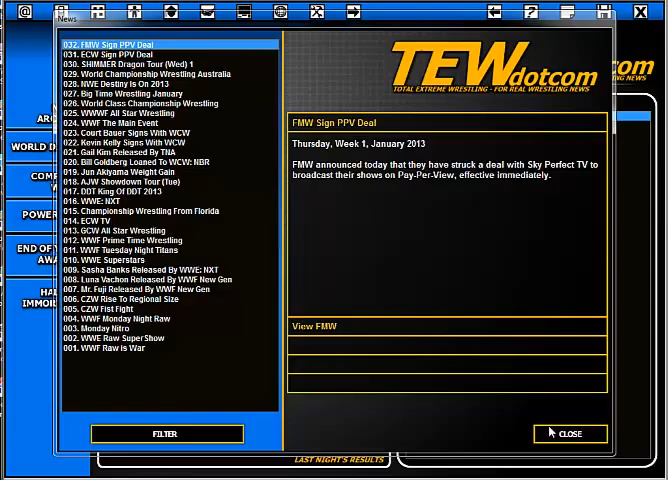 News
032. FMW Sign PPV Deal
031. ECW Sign PPV Deal
030. SHIMMER Dragon Tour (Wed) 1
029. World Championship Wrestling Australia
028. NWE Destiny Is On 2013
027. Big Time Wrestling January
026. World Class Championship Wrestling
025. WWWF All Star Wrestling
024. WWF The Main Event
023. Court Bauer Signs With WCW
022. Kevin Kelly Signs With WCW
021. Gail Kim Released By TNA
020. Bill Goldberg Loaned To WCW: NBR
019. Jun Akiyama Weight Gain
018. AJW Showdown Tour (Tue)
017. DDT King Of DDT 2013
016. WWE: NXT
015. Championship Wrestling From Florida
014. ECW TV
013. GCW All Star Wrestling
012. WWF Prime Time Wrestling
011. WWF Tuesday Night Titans
010. WWE Superstars
009. Sasha Banks Released By WWE: NXT
008. Luna Vachon Released By WWF New Gen
007. Mr. Fuji Released By WWF New Gen
006. CZW Rise To Regional Size
005. CZW Fist Fight
004. WWF Monday Night Raw
003. Monday Nitro
002. WWE Raw SuperShow
001. WWF Raw is War
FILTER
TEWdotcom
TOTAL EXTREME WRESTLING - FOR REAL WRESTLING NEWS
FMW Sign PPV Deal
Thursday, Week 1, January 2013
FMW announced today that they have struck a deal with Sky Perfect TV to
broadcast their shows on Pay-Per-View, effective immediately.
View FMW
CLOSE
LAST NIGHT'S RESULTS
WORLD D
POWER
END OF
com
NG NEWS